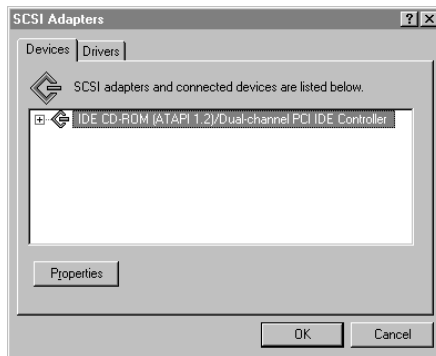 SCSI Adapters
Devices Drivers
SCSI adapters and connected devices are listed below.
IDE CD-ROM (ATAPI 1.2)/Dual-channel PCI IDE Controller
Properties
OK Cancel